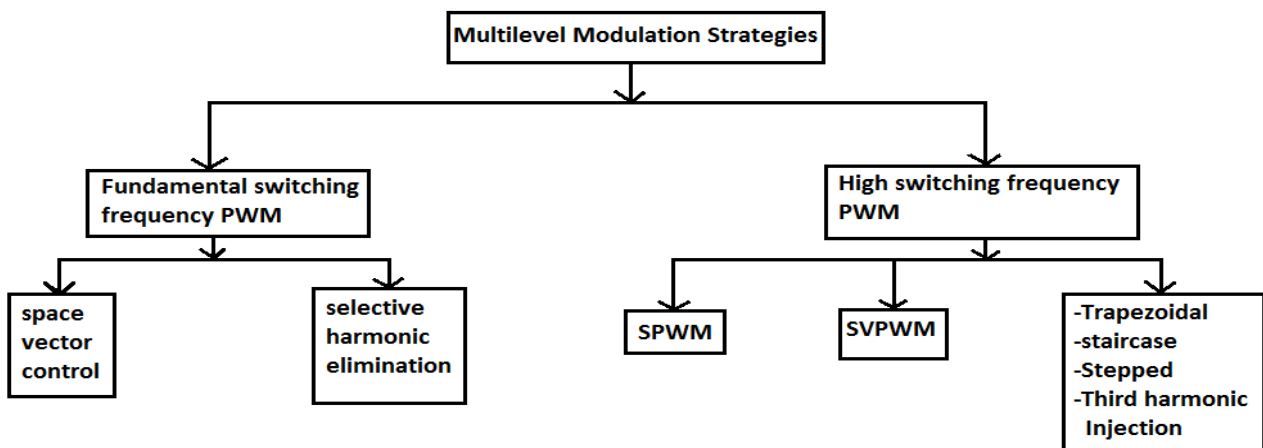 Multilevel Modulation Strategies
Fundamental switching
frequency PWM
High switching frequency
PWM
space
vector
control
selective
harmonic
elimination
SPWM
SVPWM
-Trapezoidal
-staircase
-Stepped
-Third harmonic
Injection